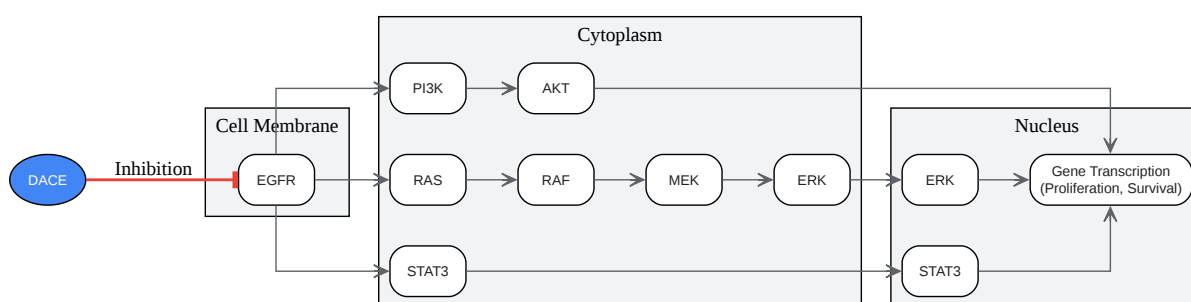 Cytoplasm
PI3K
AKT
Cell Membrane
Nucleus
DACE
Inhibition
EGFR
RAS
RAF
MEK
ERK
ERK
Gene Transcription
(Proliferation, Survival)
STAT3
STAT3